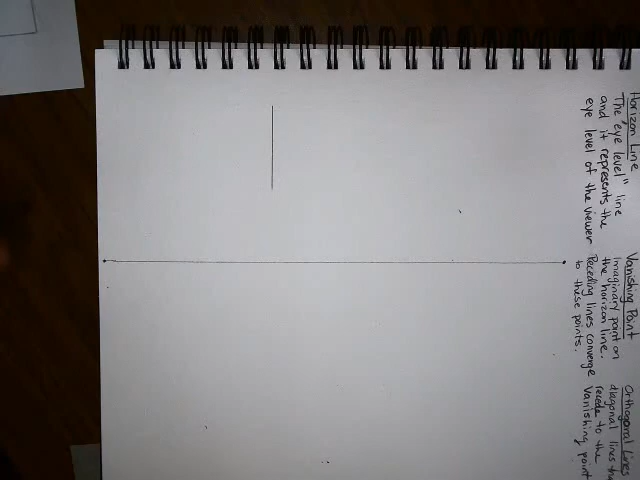 Horizon Line
The "eye level" line
and it represents the
eye level of the viewer
Vanishing Point
Imaginary point on
the horizon line.
Receding lines converge
to these points.
Orthogonal Lines
diagonal lines
recede to the
vanishing point